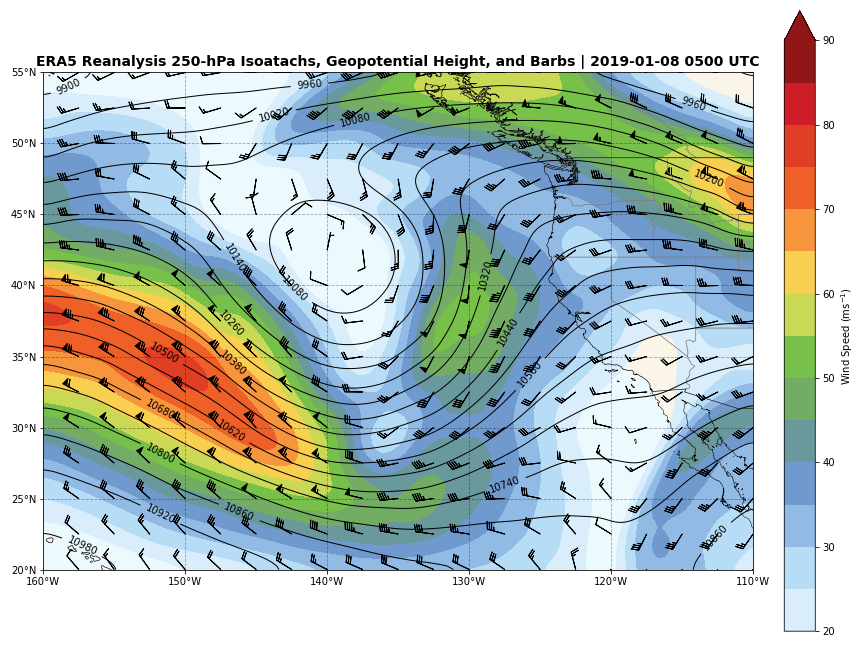 ERA5 Reanalysis 250-hPa Isoatachs, Geopotential Height, and Barbs | 2019-01-08 0500 UTC
55°N
50°N
45°N
40°N
35°N
30°N
25°N
20°N
160°W
150°W
140°W
130°W
120°W
110°W
9900
9960
10020
10080
9960
10200
10140
10080
10320
10260
10440
10500
10380
10560
10680
10620
10800
10740
10920
10860
10860
10980
90
80
70
60
50
40
30
20
Wind Speed (ms⁻¹)